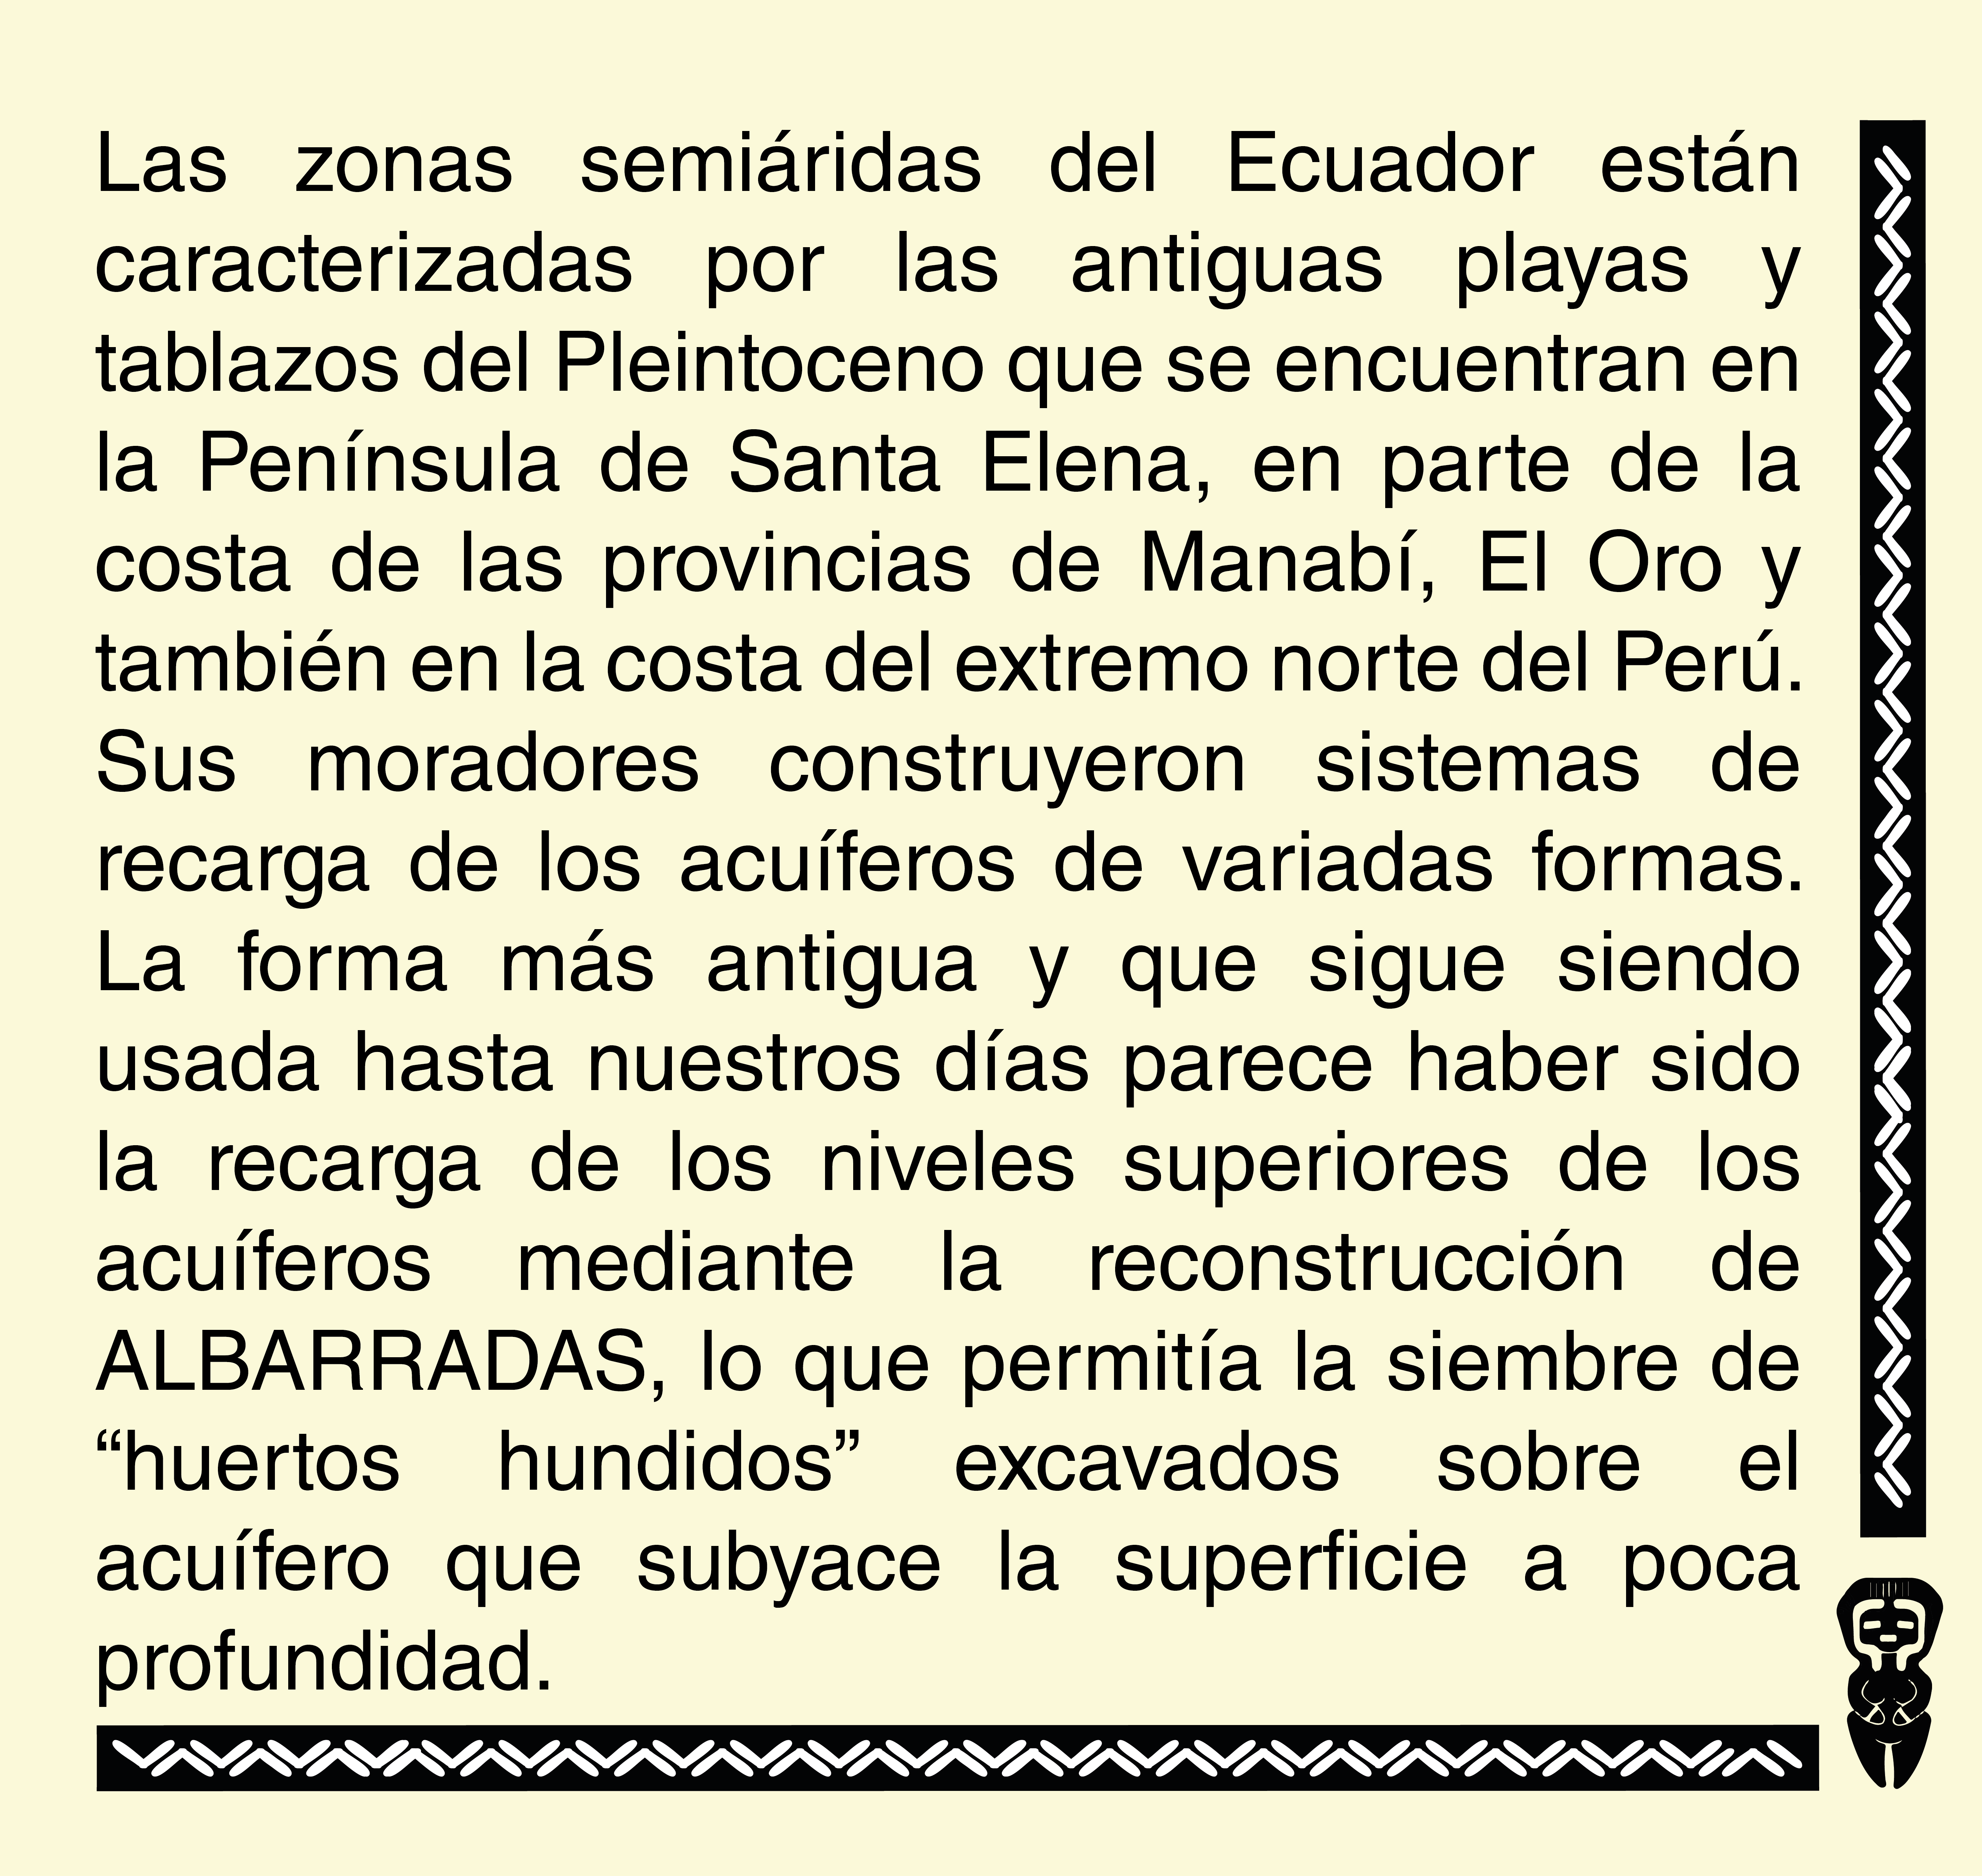 Las zonas semiáridas del Ecuador están
caracterizadas por las antiguas playas y
tablazos del Pleintoceno que se encuentran en
la Península de Santa Elena, en parte de la
costa de las provincias de Manabí, El Oro y
también en la costa del extremo norte del Perú.
Sus moradores construyeron sistemas de
recarga de los acuíferos de variadas formas.
La forma más antigua y que sigue siendo
usada hasta nuestros días parece haber sido
la recarga de los niveles superiores de los
acuíferos mediante la reconstrucción de
ALBARRADAS, lo que permitía la siembre de
“huertos hundidos” excavados sobre el
acuífero que subyace la superficie a poca
profundidad.